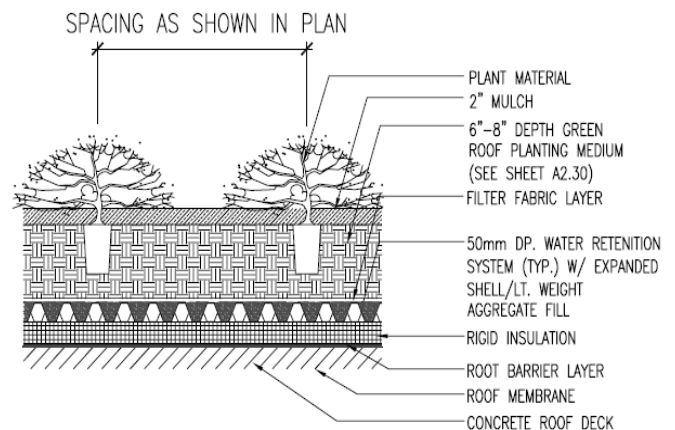 SPACING AS SHOWN IN PLAN
PLANT MATERIAL
2" MULCH
6"-8" DEPTH GREEN
ROOF PLANTING MEDIUM
(SEE SHEET A2.30)
FILTER FABRIC LAYER
50mm DP. WATER RETENTION
SYSTEM (TYP.) W/ EXPANDED
SHELL/LT. WEIGHT
AGGREGATE FILL
RIGID INSULATION
ROOT BARRIER LAYER
ROOF MEMBRANE
CONCRETE ROOF DECK